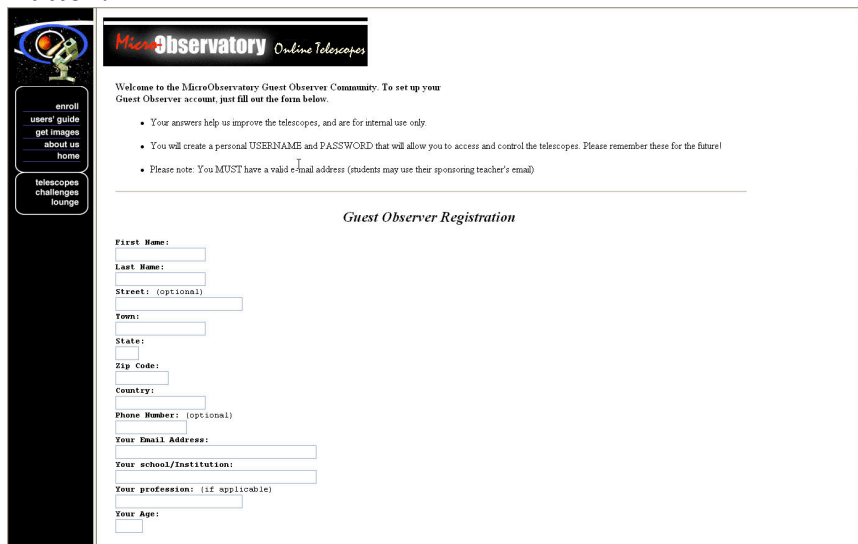 MicroObservatory Online Telescopes
enroll
users' guide
get images
about us
home
telescopes
challenges
lounge
Welcome to the MicroObservatory Guest Observer Community. To set up your
Guest Observer account, just fill out the form below.
• Your answers help us improve the telescopes, and are for internal use only.
• You will create a personal USERNAME and PASSWORD that will allow you to access and control the telescopes. Please remember these for the future!
• Please note: You MUST have a valid e-mail address (students may use their sponsoring teacher's email)
Guest Observer Registration
First Name:
Last Name:
Street: (optional)
Town:
State:
Zip Code:
Country:
Phone Number: (optional)
Your Email Address:
Your school/Institution:
Your profession: (if applicable)
Your Age: